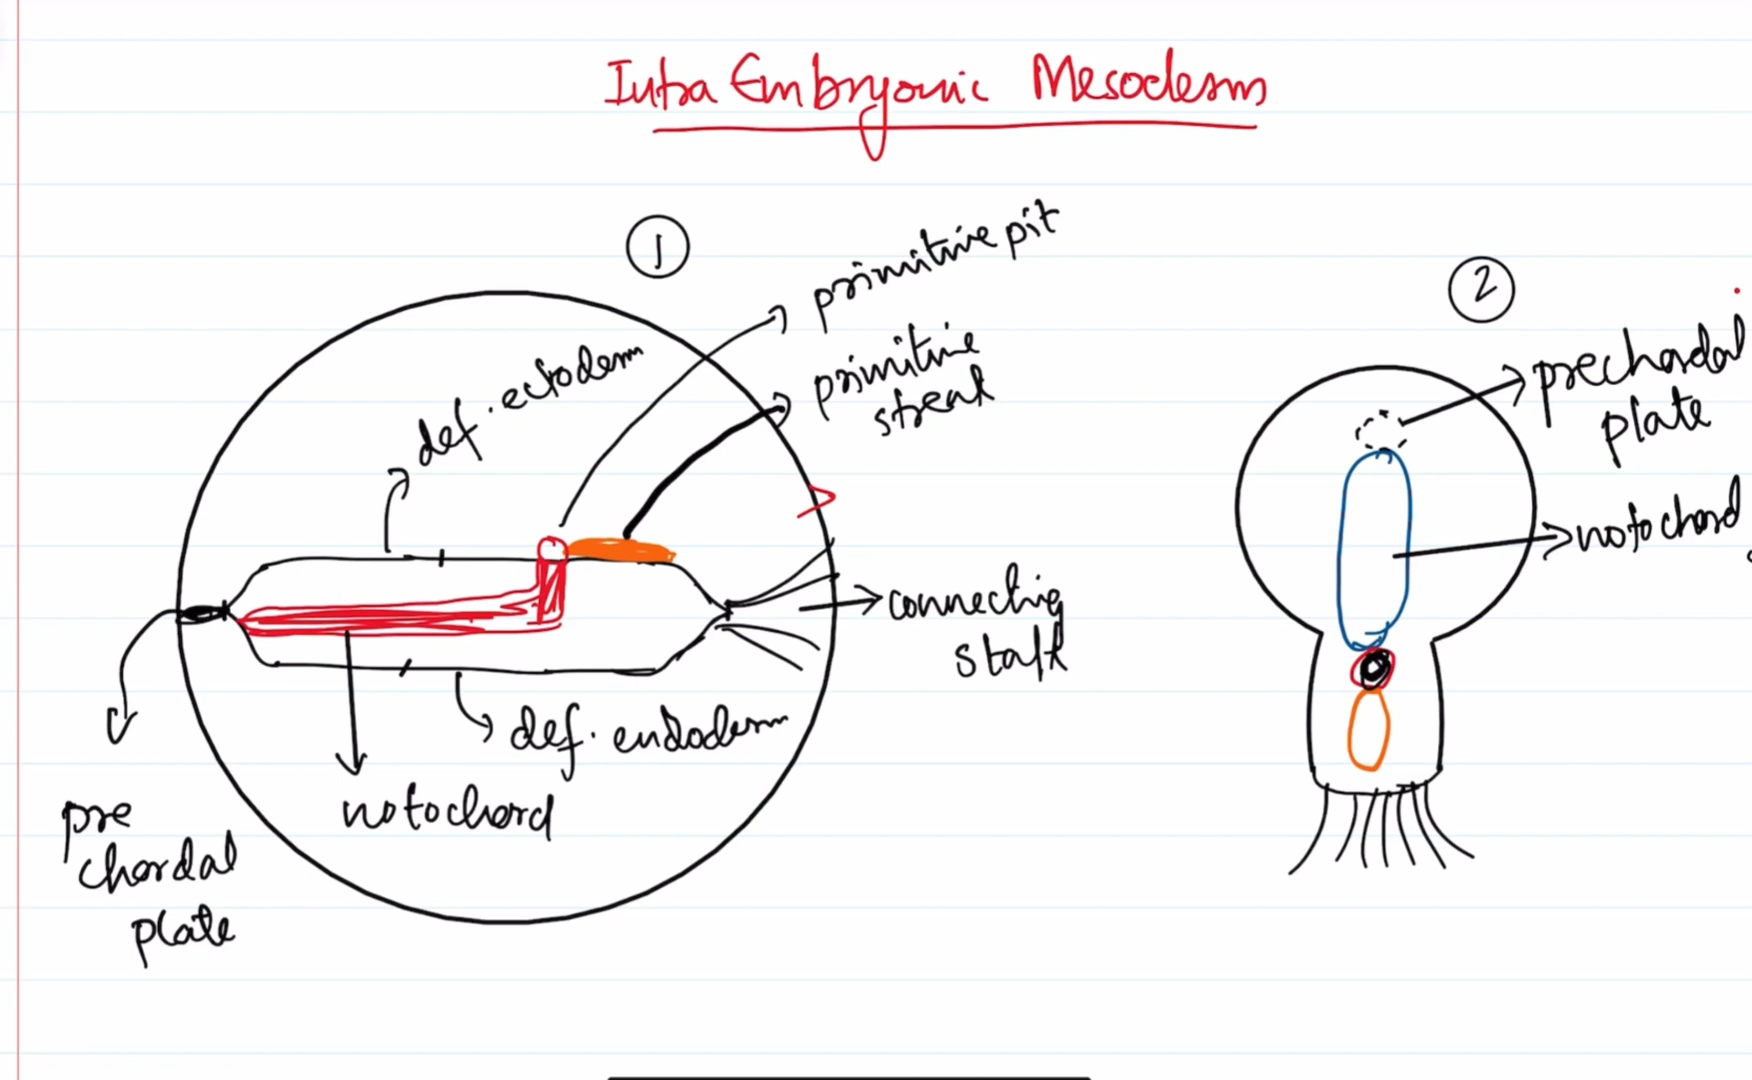 Intra Embryonic Mesoderm
1
primitive pit
primitive
streak
def. ectoderm
connecting
stalk
def. endoderm
notochord
pre
chordal
plate
2
prechordal
plate
notochord